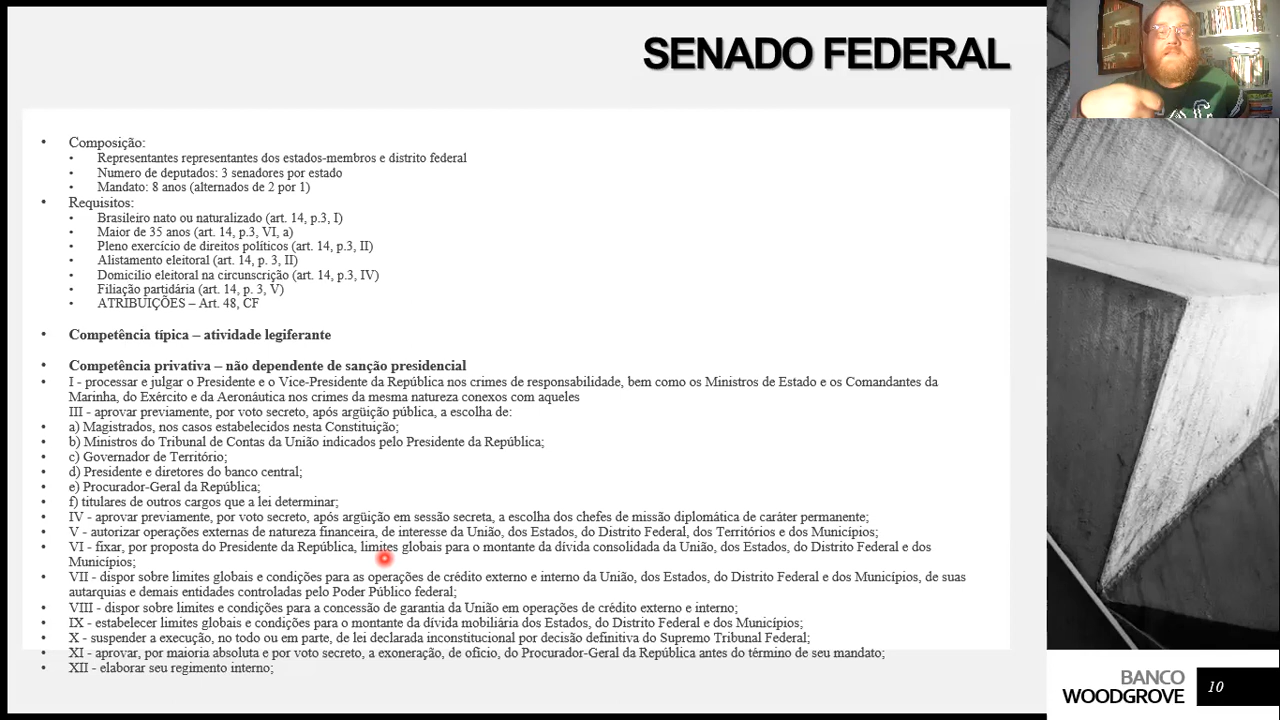 SENADO FEDERAL
• Composição:
• Representantes representantes dos estados-membros e distrito federal
• Numero de deputados: 3 senadores por estado
• Mandato: 8 anos (alternados de 2 por 1)
• Requisitos:
• Brasileiro nato ou naturalizado (art. 14, p.3, I)
• Maior de 35 anos (art. 14, p.3, VI, a)
• Pleno exercício de direitos políticos (art. 14, p.3, II)
• Alistamento eleitoral (art. 14, p. 3, II)
• Domicilio eleitoral na circunscrição (art. 14, p.3, IV)
• Filiação partidária (art. 14, p. 3, V)
• ATRIBUIÇÕES – Art. 48, CF
• Competência típica – atividade legiferante
• Competência privativa – não dependente de sanção presidencial
• I - processar e julgar o Presidente e o Vice-Presidente da República nos crimes de responsabilidade, bem como os Ministros de Estado e os Comandantes da
Marinha, do Exército e da Aeronáutica nos crimes da mesma natureza conexos com aqueles
III - aprovar previamente, por voto secreto, após argüição pública, a escolha de:
• a) Magistrados, nos casos estabelecidos nesta Constituição;
• b) Ministros do Tribunal de Contas da União indicados pelo Presidente da República;
• c) Governador de Território;
• d) Presidente e diretores do banco central;
• e) Procurador-Geral da República;
• f) titulares de outros cargos que a lei determinar;
• IV - aprovar previamente, por voto secreto, após argüição em sessão secreta, a escolha dos chefes de missão diplomática de caráter permanente;
• V - autorizar operações externas de natureza financeira, de interesse da União, dos Estados, do Distrito Federal, dos Territórios e dos Municípios;
• VI - fixar, por proposta do Presidente da República, limites globais para o montante da dívida consolidada da União, dos Estados, do Distrito Federal e dos
Municípios;
• VII - dispor sobre limites globais e condições para as operações de crédito externo e interno da União, dos Estados, do Distrito Federal e dos Municípios, de suas
autarquias e demais entidades controladas pelo Poder Público federal;
• VIII - dispor sobre limites e condições para a concessão de garantia da União em operações de crédito externo e interno;
• IX - estabelecer limites globais e condições para o montante da dívida mobiliária dos Estados, do Distrito Federal e dos Municípios;
• X - suspender a execução, no todo ou em parte, de lei declarada inconstitucional por decisão definitiva do Supremo Tribunal Federal;
• XI - aprovar, por maioria absoluta e por voto secreto, a exoneração, de ofício, do Procurador-Geral da República antes do término de seu mandato;
• XII - elaborar seu regimento interno;
BANCO
WOODGROVE
10